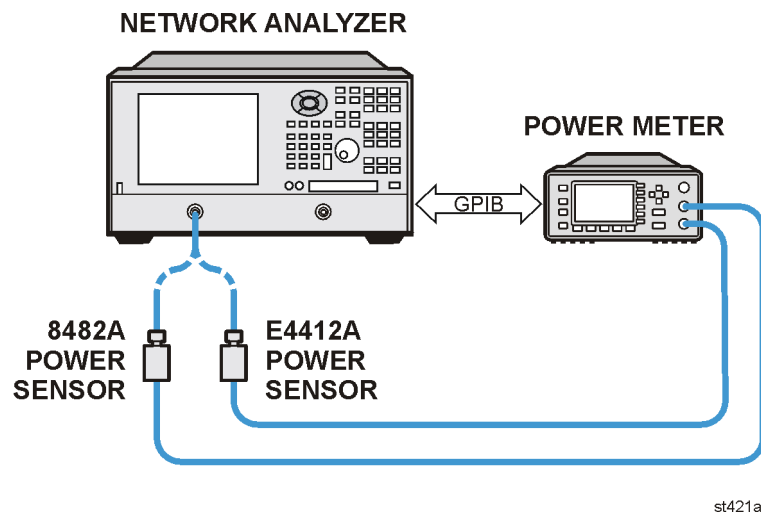 NETWORK ANALYZER
POWER METER
GPIB
8482A
POWER
SENSOR
E4412A
POWER
SENSOR
st421a